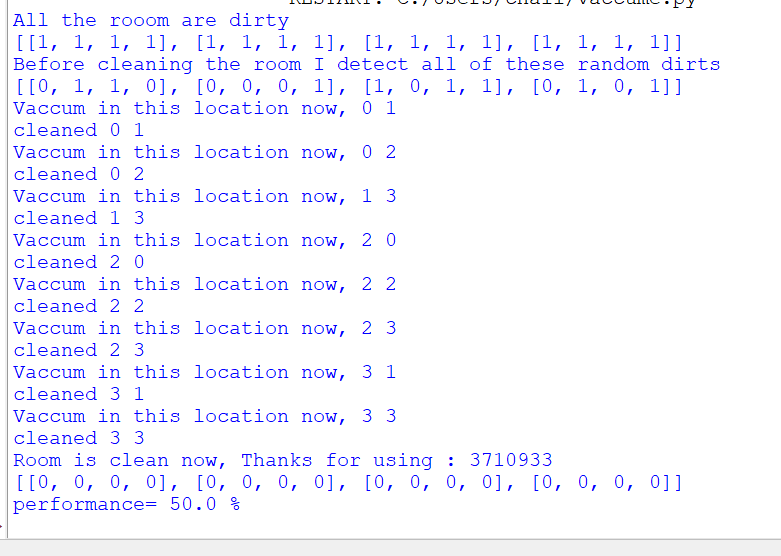 All the rooom are dirty
[[1, 1, 1, 1], [1, 1, 1, 1], [1, 1, 1, 1], [1, 1, 1, 1]]
Before cleaning the room I detect all of these random dirts
[[0, 1, 1, 0], [0, 0, 0, 1], [1, 0, 1, 1], [0, 1, 0, 1]]
Vaccum in this location now, 0 1
cleaned 0 1
Vaccum in this location now, 0 2
cleaned 0 2
Vaccum in this location now, 1 3
cleaned 1 3
Vaccum in this location now, 2 0
cleaned 2 0
Vaccum in this location now, 2 2
cleaned 2 2
Vaccum in this location now, 2 3
cleaned 2 3
Vaccum in this location now, 3 1
cleaned 3 1
Vaccum in this location now, 3 3
cleaned 3 3
Room is clean now, Thanks for using : 3710933
[[0, 0, 0, 0], [0, 0, 0, 0], [0, 0, 0, 0], [0, 0, 0, 0]]
performance= 50.0 %